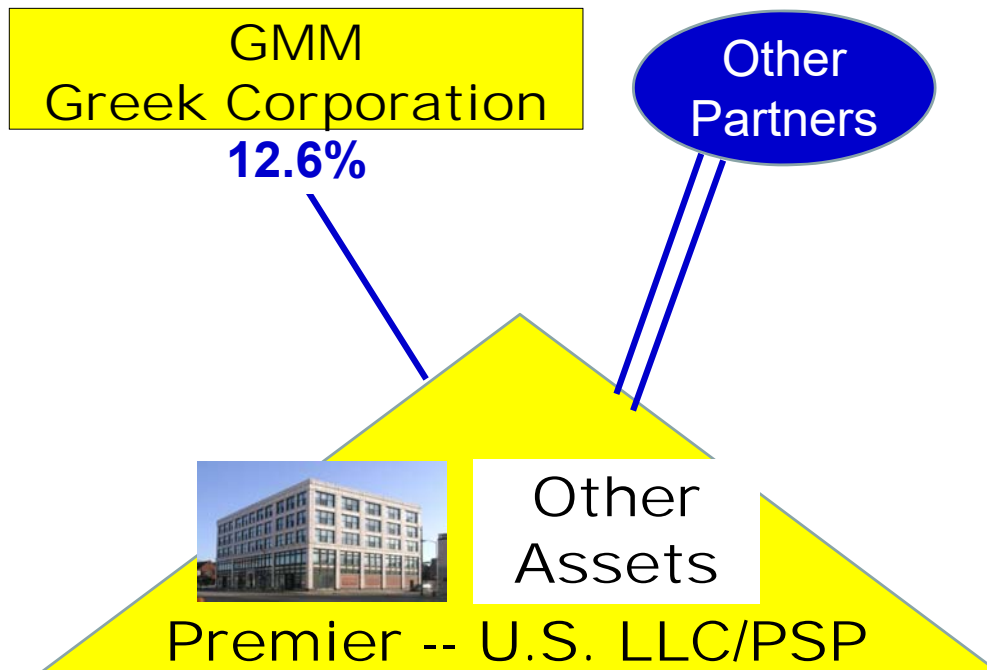 GMM
Greek Corporation
12.6%
Other
Partners
Other
Assets
Premier -- U.S. LLC/PSP